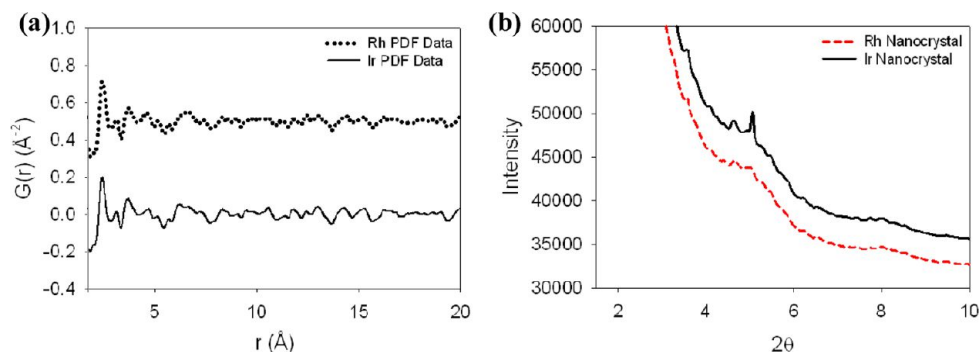 (a)
1.0
0.8
0.6
0.4
0.2
0.0
-0.2
-0.4
G(r) (Å⁻²)
Rh PDF Data
Ir PDF Data
5
10
15
20
r (Å)
(b)
60000
55000
50000
45000
40000
35000
30000
Intensity
Rh Nanocrystal
Ir Nanocrystal
2
4
6
8
10
2θ